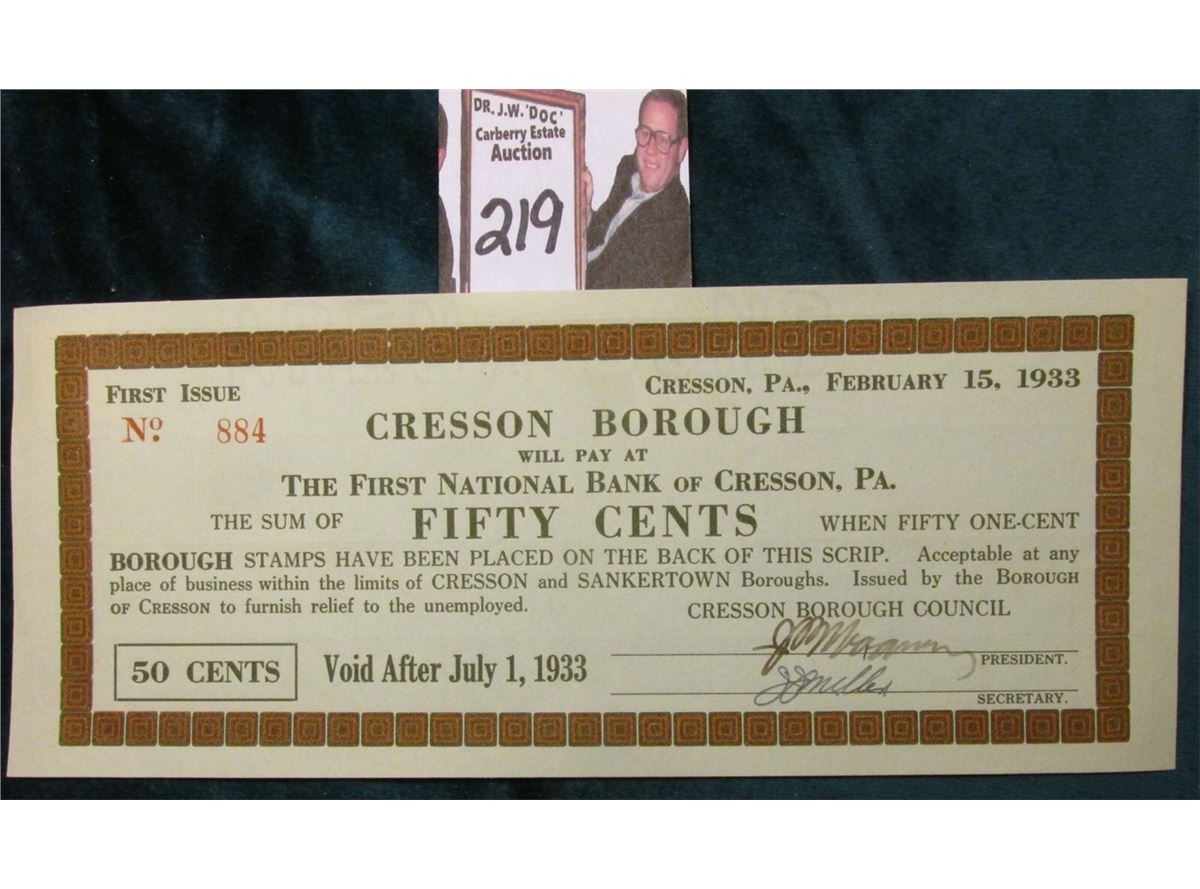 DR. J.W. 'DOC'
Carberry Estate
Auction
219
FIRST ISSUE
CRESSON, PA., FEBRUARY 15, 1933
No. 884
CRESSON BOROUGH
WILL PAY AT
THE FIRST NATIONAL BANK OF CRESSON, PA.
THE SUM OF FIFTY CENTS WHEN FIFTY ONE-CENT
BOROUGH STAMPS HAVE BEEN PLACED ON THE BACK OF THIS SCRIP. Acceptable at any
place of business within the limits of CRESSON and SANKERTOWN Boroughs. Issued by the BOROUGH
OF CRESSON to furnish relief to the unemployed.
CRESSON BOROUGH COUNCIL
PRESIDENT.
50 CENTS Void After July 1, 1933
JJ Miller
SECRETARY.